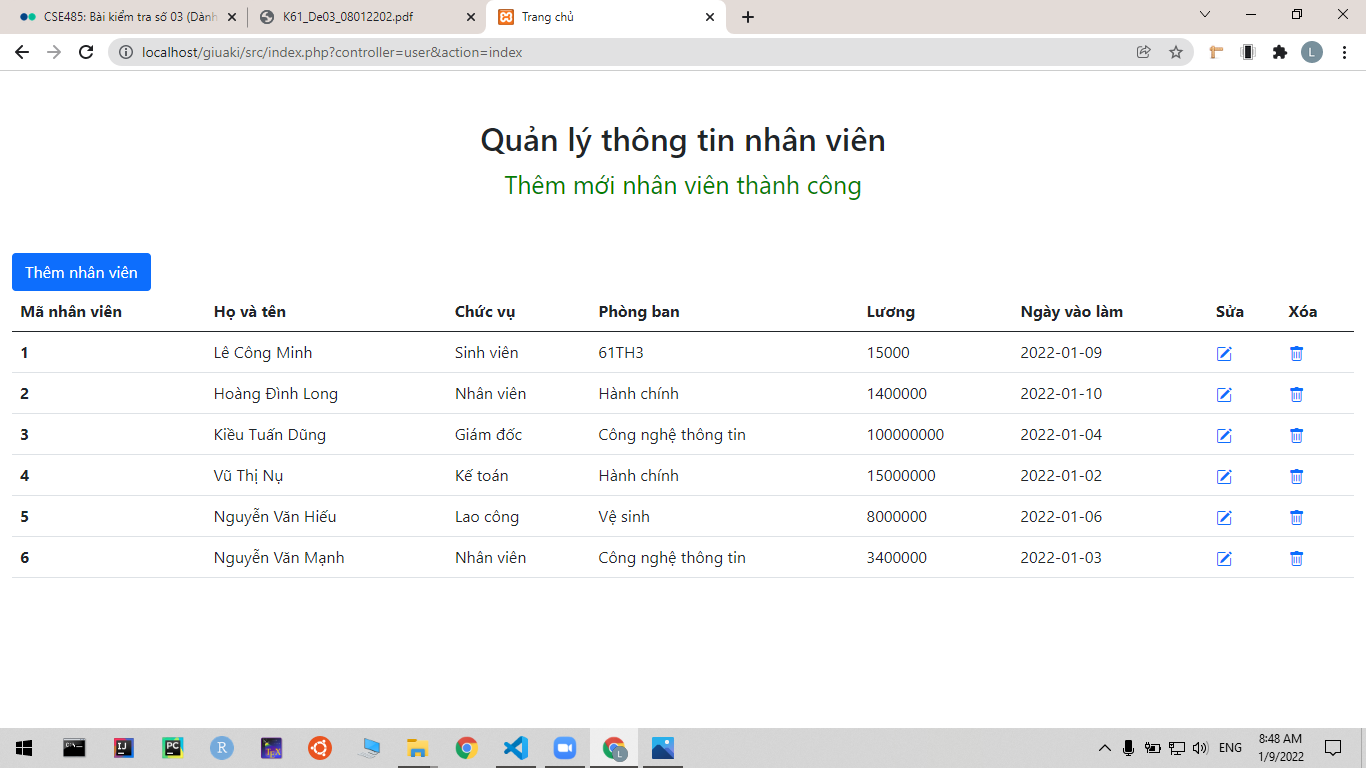 CSE485: Bài kiểm tra số 03 (Dành
K61_De03_08012202.pdf
Trang chủ
localhost/giuaki/src/index.php?controller=user&action=index
L
Quản lý thông tin nhân viên
Thêm mới nhân viên thành công
Thêm nhân viên
Mã nhân viên Họ và tên Chức vụ Phòng ban Lương Ngày vào làm Sửa Xóa
1 Lê Công Minh Sinh viên 61TH3 15000 2022-01-09
2 Hoàng Đình Long Nhân viên Hành chính 1400000 2022-01-10
3 Kiều Tuấn Dũng Giám đốc Công nghệ thông tin 100000000 2022-01-04
4 Vũ Thị Nụ Kế toán Hành chính 15000000 2022-01-02
5 Nguyễn Văn Hiếu Lao công Vệ sinh 8000000 2022-01-06
6 Nguyễn Văn Mạnh Nhân viên Công nghệ thông tin 3400000 2022-01-03
IJ PC R TEX L ENG 8:48 AM
1/9/2022